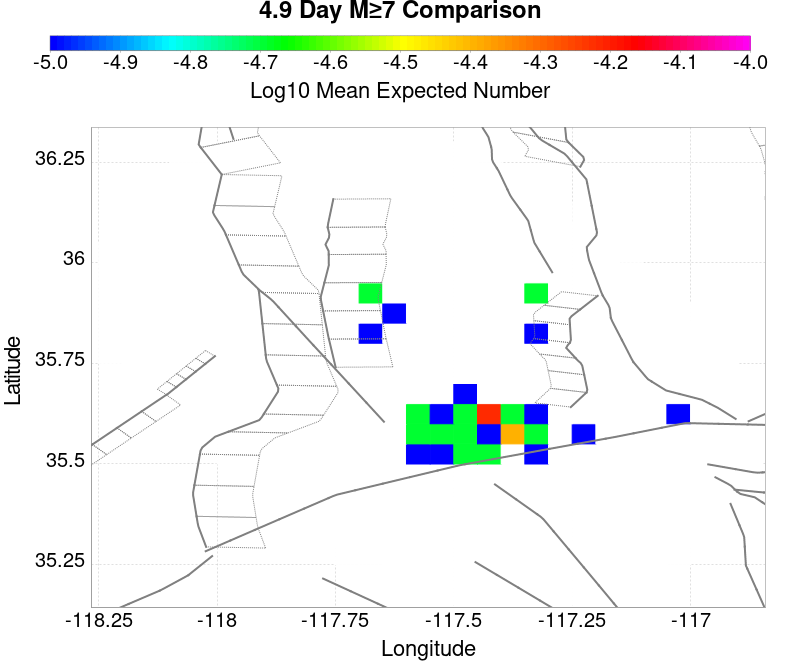 4.9 Day M≥7 Comparison
-5.0 -4.9 -4.8 -4.7 -4.6 -4.5 -4.4 -4.3 -4.2 -4.1 -4.0
Log10 Mean Expected Number
36.25
36
35.75
35.5
35.25
Latitude
-118.25 -118 -117.75 -117.5 -117.25 -117
Longitude